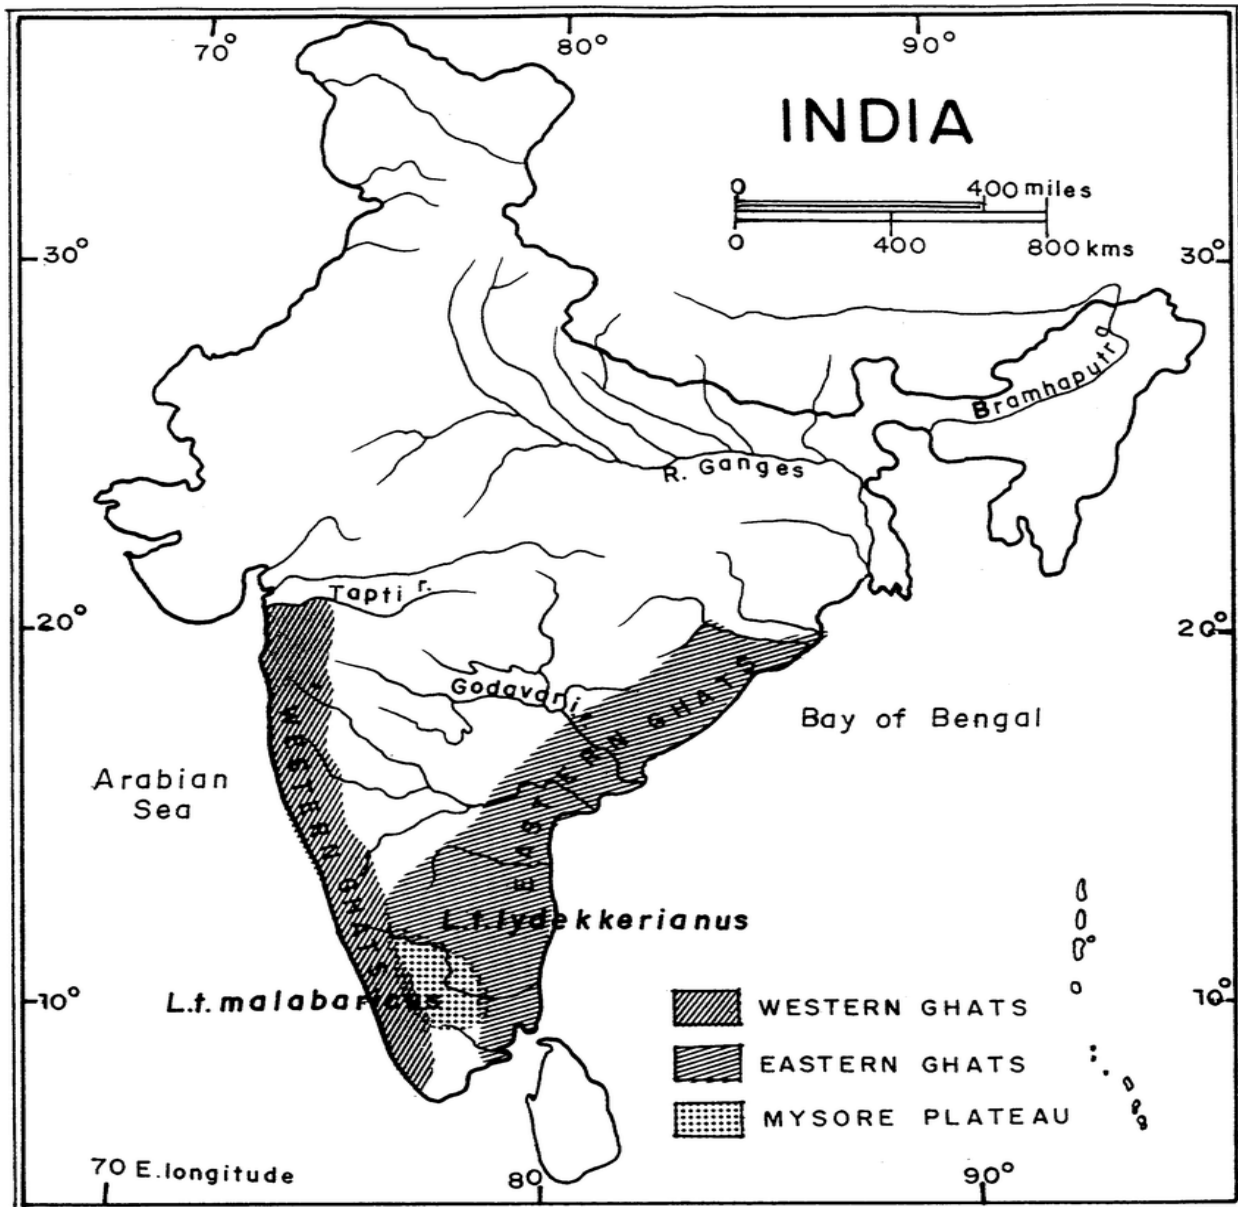 70° 80° 90°
INDIA
0 400 miles
0 400 800 kms
30° 30°
Bramhaputra
R. Ganges
Tapti r.
20° 20°
Godavari r.
WESTERN GHATS
EASTERN GHATS
Bay of Bengal
Arabian
Sea
L.t.lydekkerianus
L.t.malabaricus
10° 10°
WESTERN GHATS
EASTERN GHATS
MYSORE PLATEAU
70 E.longitude 80° 90°